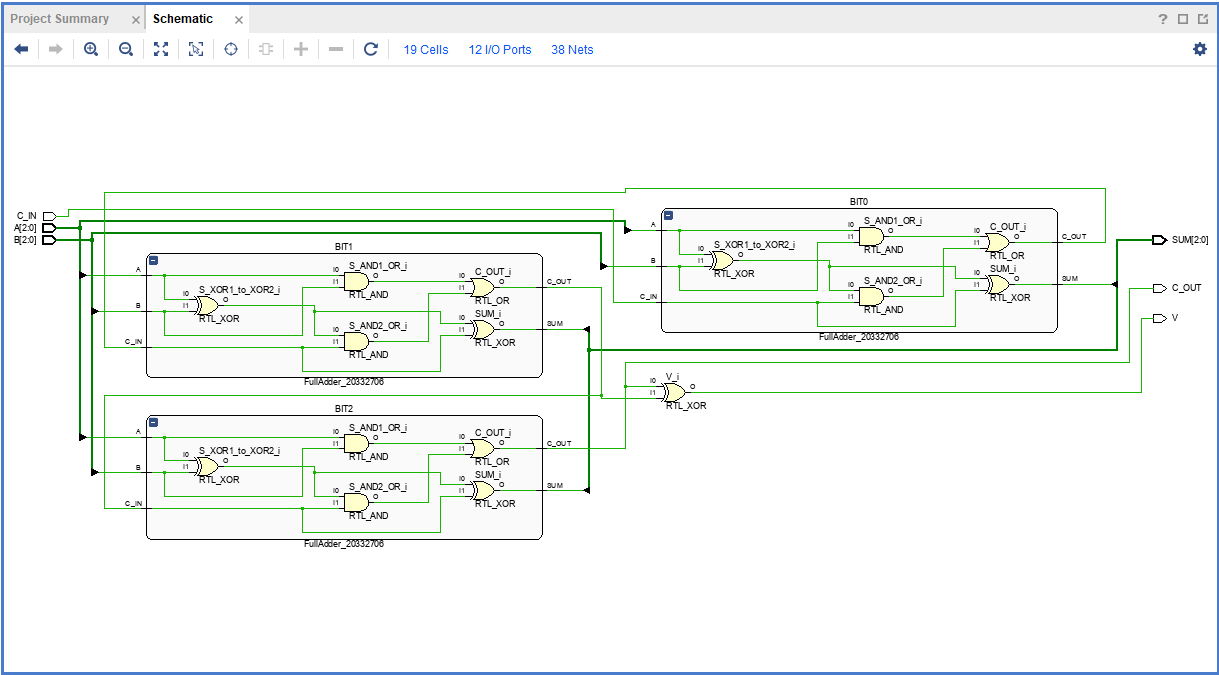 Project Summary × Schematic × ?
19 Cells 12 I/O Ports 38 Nets
C_IN
A[2:0]
B[2:0]
BIT0
A
B
C_IN
I0
I1
S_XOR1_to_XOR2_i
O
RTL_XOR
I0
I1
S_AND1_OR_i
O
RTL_AND
I0
I1
S_AND2_OR_i
O
RTL_AND
I0
I1
C_OUT_i
O
RTL_OR
I0
I1
SUM_i
O
RTL_XOR
C_OUT
SUM
FullAdder_20332706
BIT1
A
B
C_IN
I0
I1
S_XOR1_to_XOR2_i
O
RTL_XOR
I0
I1
S_AND1_OR_i
O
RTL_AND
I0
I1
S_AND2_OR_i
O
RTL_AND
I0
I1
C_OUT_i
O
RTL_OR
I0
I1
SUM_i
O
RTL_XOR
C_OUT
SUM
FullAdder_20332706
BIT2
A
B
C_IN
I0
I1
S_XOR1_to_XOR2_i
O
RTL_XOR
I0
I1
S_AND1_OR_i
O
RTL_AND
I0
I1
S_AND2_OR_i
O
RTL_AND
I0
I1
C_OUT_i
O
RTL_OR
I0
I1
SUM_i
O
RTL_XOR
C_OUT
SUM
FullAdder_20332706
V_i
I0
I1
O
RTL_XOR
SUM[2:0]
C_OUT
V